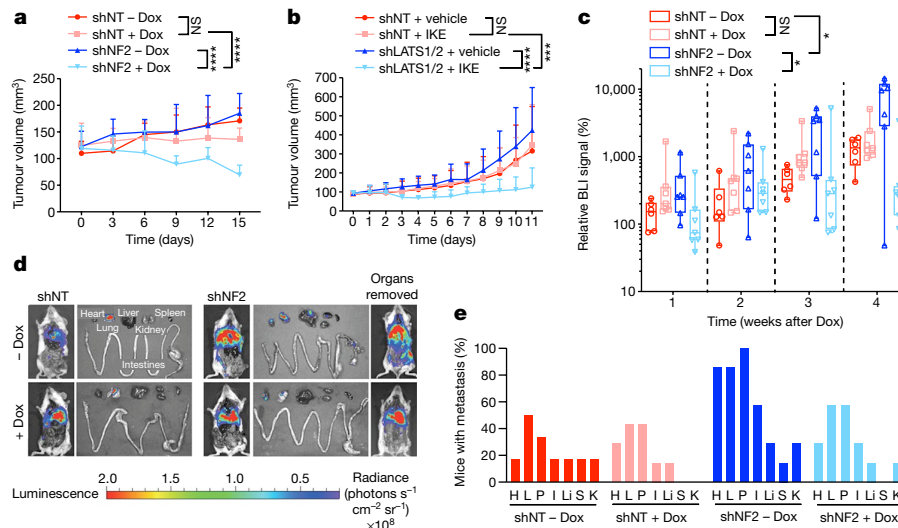 a
shNT – Dox
shNT + Dox
shNF2 – Dox
shNF2 + Dox
NS
****
****
Tumour volume (mm³)
200
150
100
50
0
0 3 6 9 12 15
Time (days)
b
shNT + vehicle
shNT + IKE
shLATS1/2 + vehicle
shLATS1/2 + IKE
NS
****
***
Tumour volume (mm³)
700
600
500
400
300
200
100
0
0 1 2 3 4 5 6 7 8 9 10 11
Time (days)
c
shNT – Dox
shNT + Dox
shNF2 – Dox
shNF2 + Dox
NS
*
*
Relative BLI signal (%)
10,000
1,000
100
10
1 2 3 4
Time (weeks after Dox)
d
shNT
shNF2
Organs
removed
Heart Liver Spleen
Lung Kidney
Intestines
– Dox
+ Dox
Luminescence
2.0 1.5 1.0 0.5
Radiance
(photons s⁻¹
cm⁻² sr⁻¹)
×10⁸
e
Mice with metastasis (%)
100
80
60
40
20
0
H L P I Li S K H L P I Li S K H L P I Li S K H L P I Li S K
shNT – Dox shNT + Dox shNF2 – Dox shNF2 + Dox